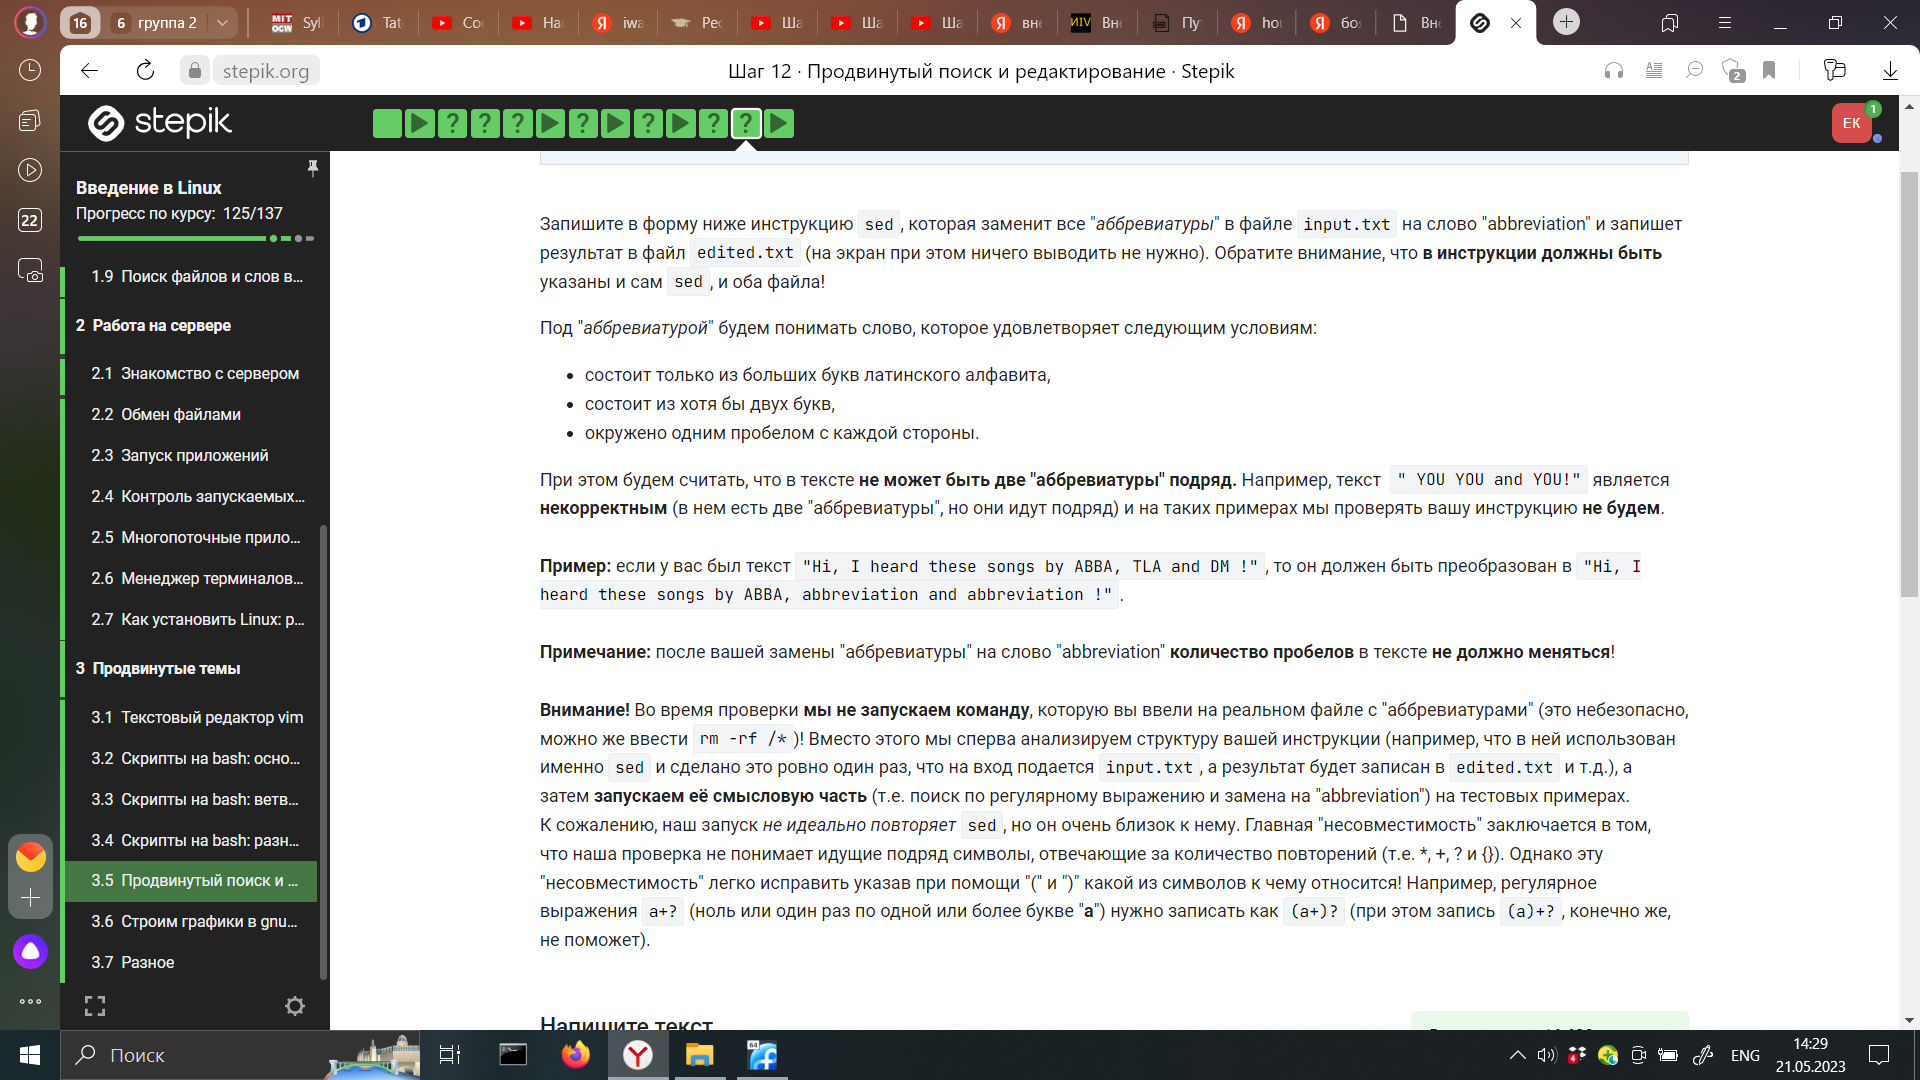 16
6 группа 2
MIT OCW Syll
Tat
Со
На
iwa
Рес
Ша
Ша
Ша
вне
ИIV Вне
Пу
hou
боя
Вне
stepik.org
Шаг 12 · Продвинутый поиск и редактирование · Stepik
2
22
stepik
EK
1
Введение в Linux
Прогресс по курсу: 125/137
1.9 Поиск файлов и слов в...
2 Работа на сервере
2.1 Знакомство с сервером
2.2 Обмен файлами
2.3 Запуск приложений
2.4 Контроль запускаемых...
2.5 Многопоточные прило...
2.6 Менеджер терминалов...
2.7 Как установить Linux: р...
3 Продвинутые темы
3.1 Текстовый редактор vim
3.2 Скрипты на bash: осно...
3.3 Скрипты на bash: ветв...
3.4 Скрипты на bash: разн...
3.5 Продвинутый поиск и ...
3.6 Строим графики в gnu...
3.7 Разное
Запишите в форму ниже инструкцию sed, которая заменит все "аббревиатуры" в файле input.txt на слово "abbreviation" и запишет
результат в файл edited.txt (на экран при этом ничего выводить не нужно). Обратите внимание, что в инструкции должны быть
указаны и сам sed, и оба файла!
Под "аббревиатурой" будем понимать слово, которое удовлетворяет следующим условиям:
• состоит только из больших букв латинского алфавита,
• состоит из хотя бы двух букв,
• окружено одним пробелом с каждой стороны.
При этом будем считать, что в тексте не может быть две "аббревиатуры" подряд. Например, текст " YOU YOU and YOU!" является
некорректным (в нем есть две "аббревиатуры", но они идут подряд) и на таких примерах мы проверять вашу инструкцию не будем.
Пример: если у вас был текст "Hi, I heard these songs by ABBA, TLA and DM !", то он должен быть преобразован в "Hi, I
heard these songs by ABBA, abbreviation and abbreviation !".
Примечание: после вашей замены "аббревиатуры" на слово "abbreviation" количество пробелов в тексте не должно меняться!
Внимание! Во время проверки мы не запускаем команду, которую вы ввели на реальном файле с "аббревиатурами" (это небезопасно,
можно же ввести rm -rf /*)! Вместо этого мы сперва анализируем структуру вашей инструкции (например, что в ней использован
именно sed и сделано это ровно один раз, что на вход подается input.txt, а результат будет записан в edited.txt и т.д.), а
затем запускаем её смысловую часть (т.е. поиск по регулярному выражению и замена на "abbreviation") на тестовых примерах.
К сожалению, наш запуск не идеально повторяет sed, но он очень близок к нему. Главная "несовместимость" заключается в том,
что наша проверка не понимает идущие подряд символы, отвечающие за количество повторений (т.е. *, +, ? и {}). Однако эту
"несовместимость" легко исправить указав при помощи "(" и ")" какой из символов к чему относится! Например, регулярное
выражения a+? (ноль или один раз по одной или более букве "a") нужно записать как (a+)? (при этом запись (a)+?, конечно же,
не поможет).
Напишите текст
Поиск
64
4
ENG
14:29
21.05.2023